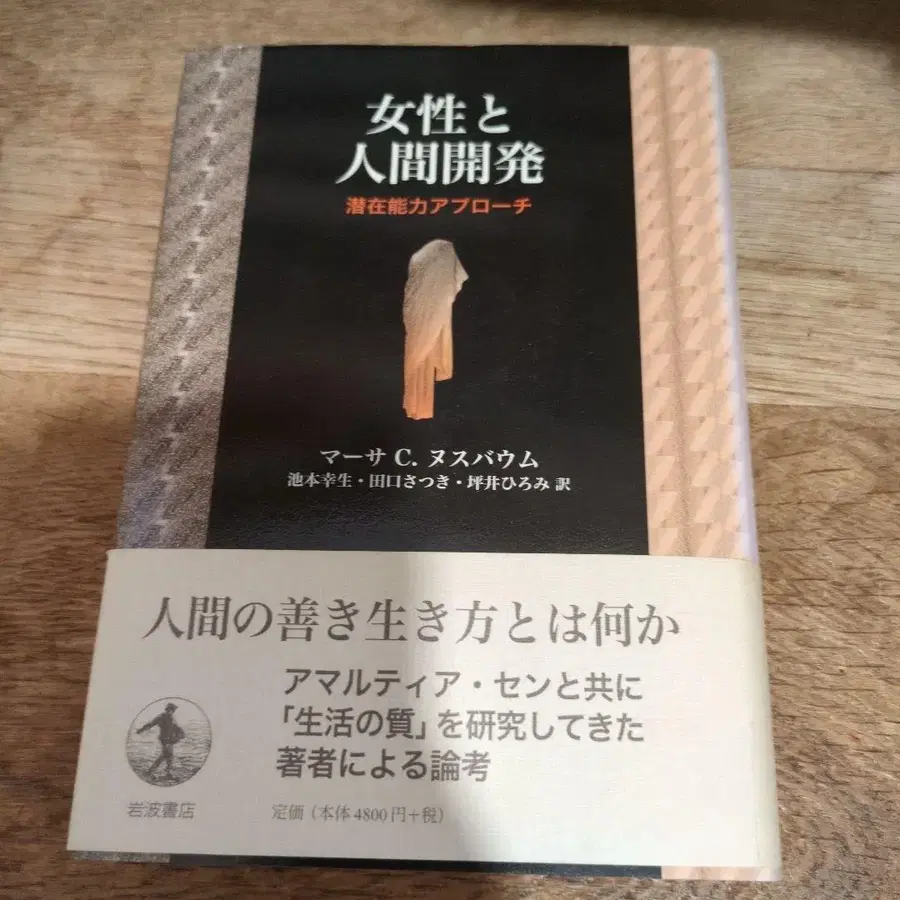 女性と
人間開発
潜在能力アプローチ
マーサ C. ヌスバウム
池本幸生・田口さつき・坪井ひろみ 訳
人間の善き生き方とは何か
アマルティア・センと共に
「生活の質」を研究してきた
著者による論考
岩波書店
定価（本体 4800 円＋税）